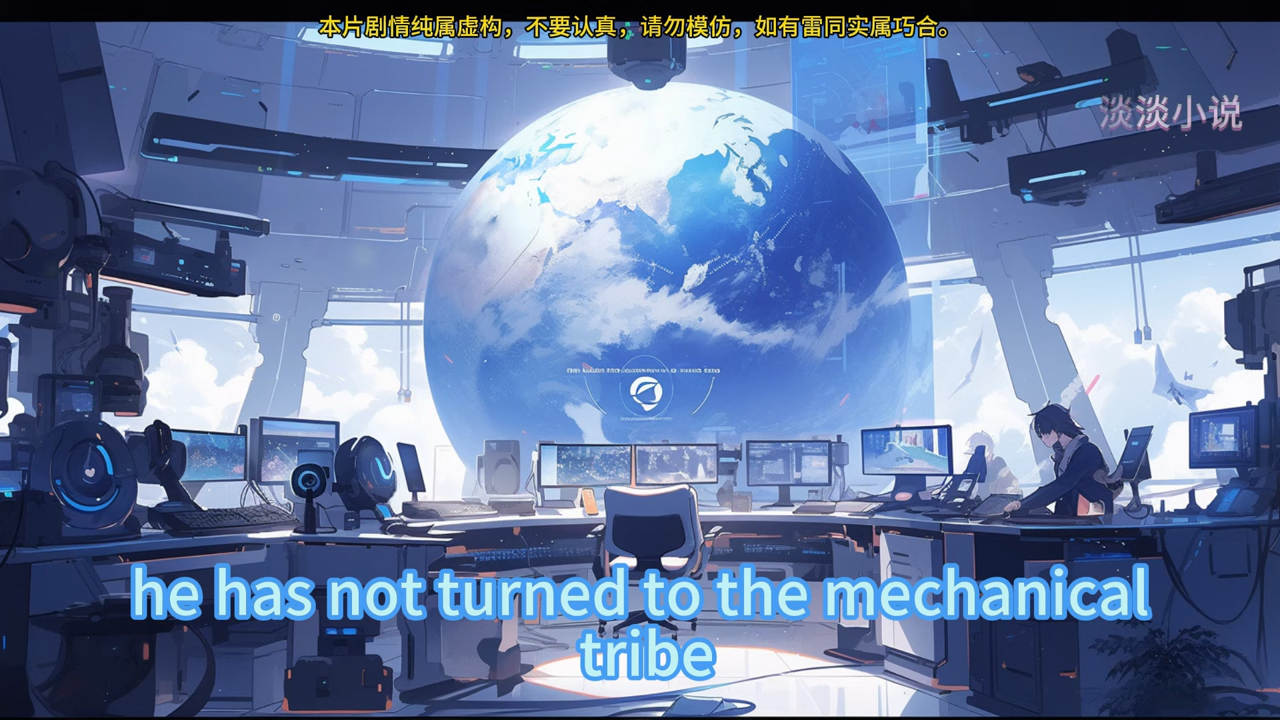 本片剧情纯属虚构，不要认真，请勿模仿，如有雷同实属巧合。
淡淡小说
he has not turned to the mechanical
tribe